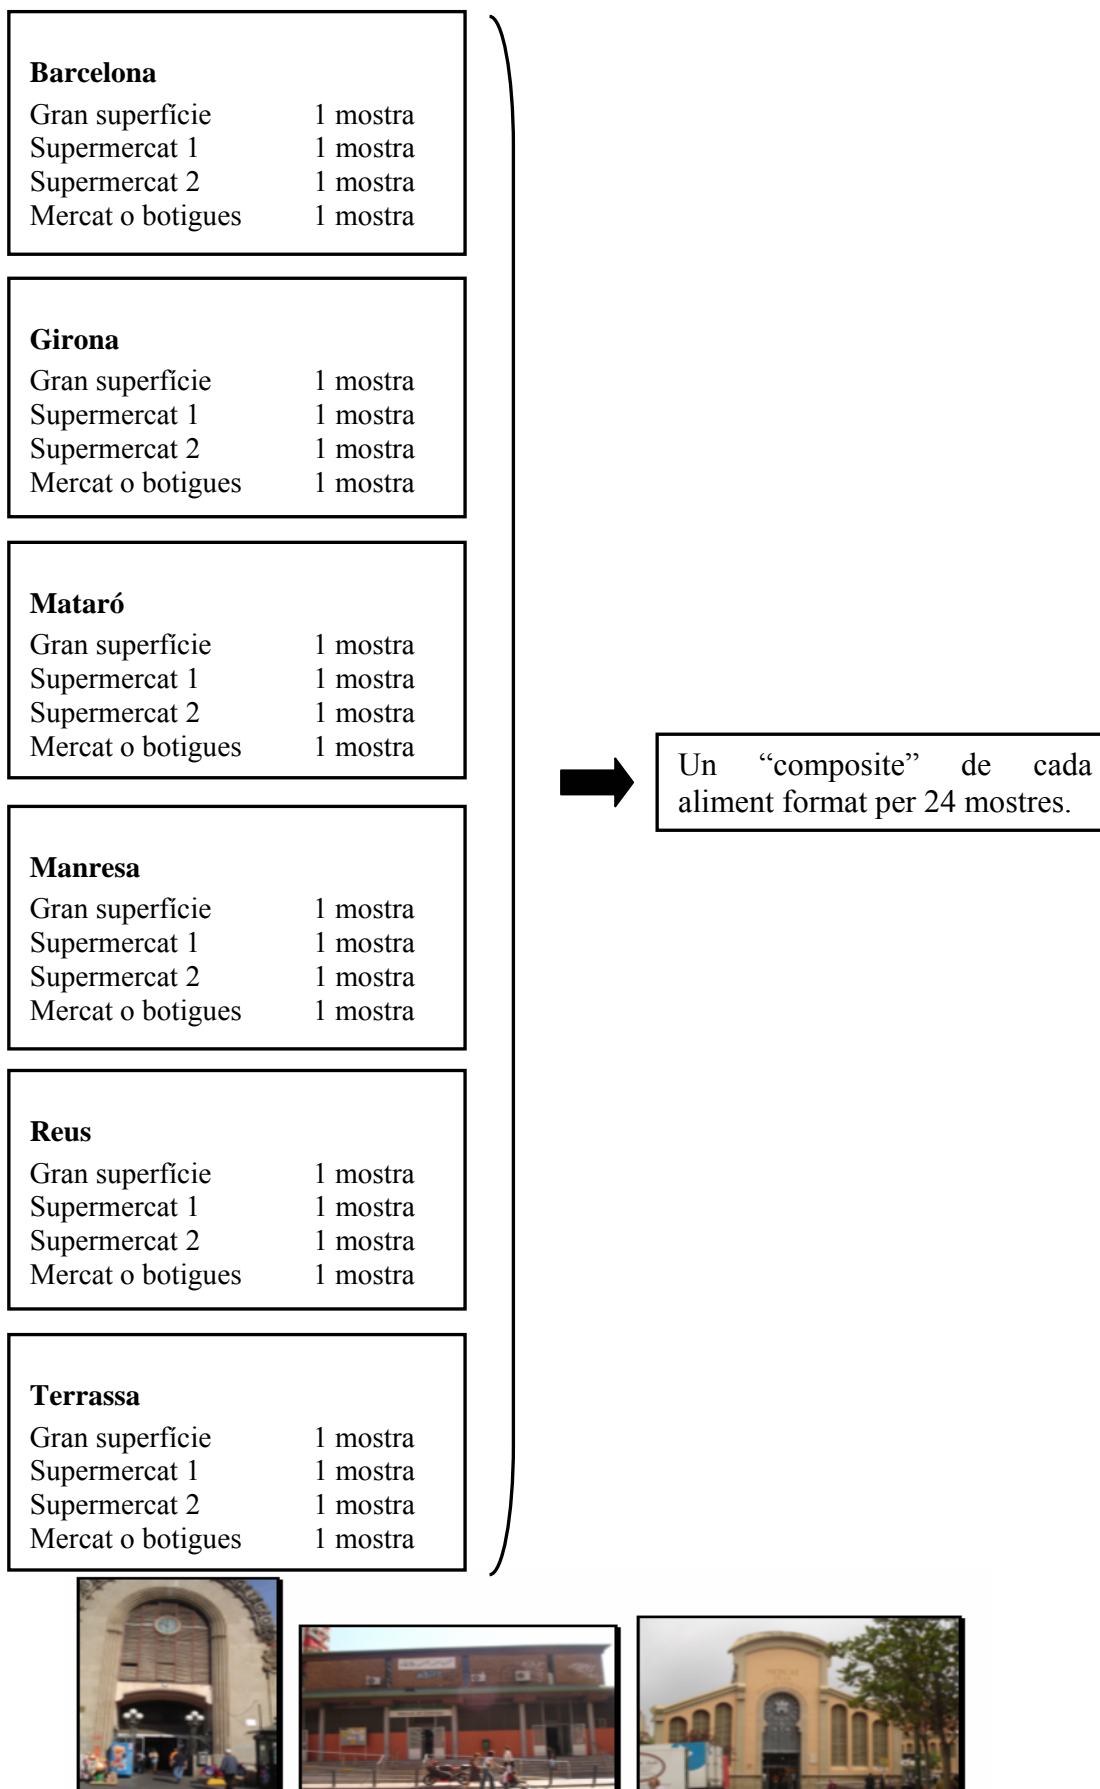 Barcelona
Gran superfície 1 mostra
Supermercat 1 1 mostra
Supermercat 2 1 mostra
Mercat o botigues 1 mostra
Girona
Gran superfície 1 mostra
Supermercat 1 1 mostra
Supermercat 2 1 mostra
Mercat o botigues 1 mostra
Mataró
Gran superfície 1 mostra
Supermercat 1 1 mostra
Supermercat 2 1 mostra
Mercat o botigues 1 mostra
Manresa
Gran superfície 1 mostra
Supermercat 1 1 mostra
Supermercat 2 1 mostra
Mercat o botigues 1 mostra
Reus
Gran superfície 1 mostra
Supermercat 1 1 mostra
Supermercat 2 1 mostra
Mercat o botigues 1 mostra
Terrassa
Gran superfície 1 mostra
Supermercat 1 1 mostra
Supermercat 2 1 mostra
Mercat o botigues 1 mostra
Un “composite” de cada
aliment format per 24 mostres.